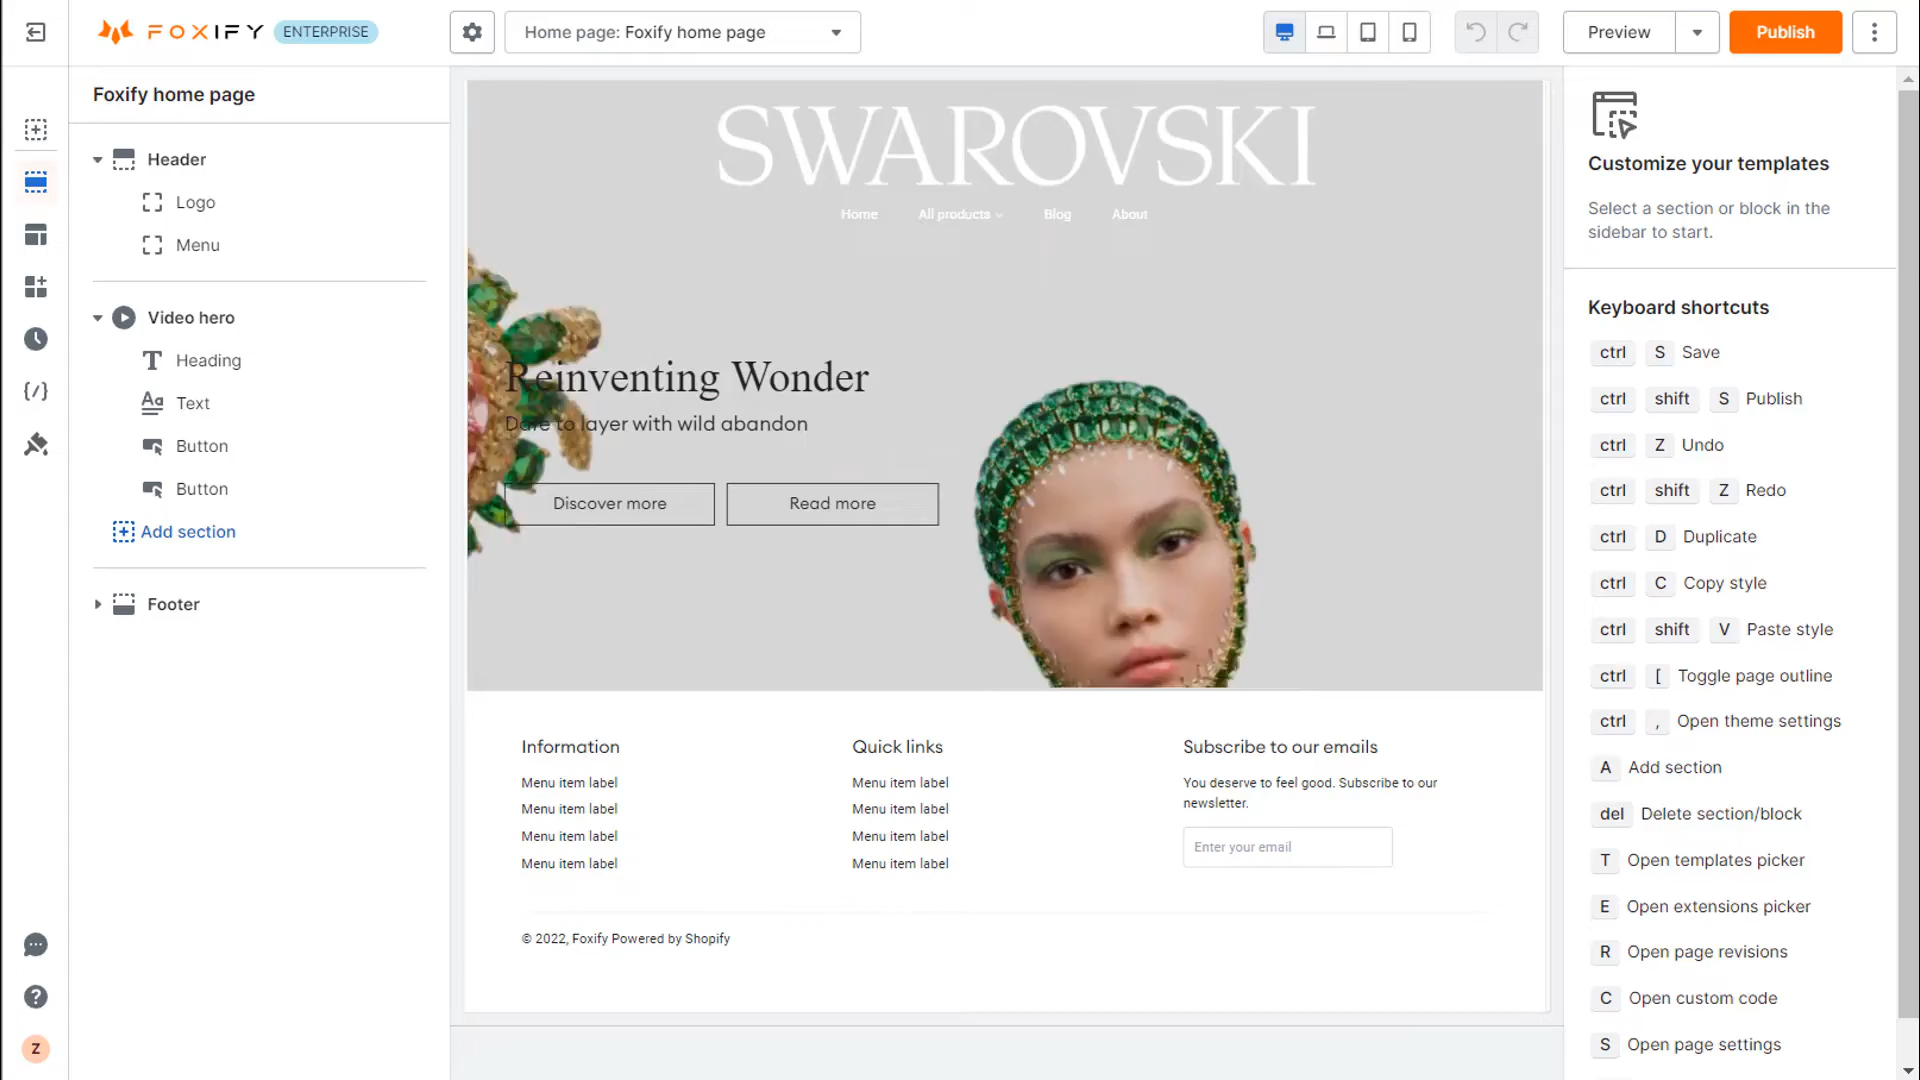 FOXIFY ENTERPRISE
Home page: Foxify home page
Preview
Publish
Foxify home page
Header
Logo
Menu
Video hero
Heading
Text
Button
Button
Add section
Footer
Z
SWAROVSKI
Home All products Blog About
Reinventing Wonder
Dare to layer with wild abandon
Discover more Read more
Information
Menu item label
Menu item label
Menu item label
Menu item label
Quick links
Menu item label
Menu item label
Menu item label
Menu item label
Subscribe to our emails
You deserve to feel good. Subscribe to our
newsletter.
Enter your email
© 2022, Foxify Powered by Shopify
Customize your templates
Select a section or block in the
sidebar to start.
Keyboard shortcuts
ctrl S Save
ctrl shift S Publish
ctrl Z Undo
ctrl shift Z Redo
ctrl D Duplicate
ctrl C Copy style
ctrl shift V Paste style
ctrl [ Toggle page outline
ctrl , Open theme settings
A Add section
del Delete section/block
T Open templates picker
E Open extensions picker
R Open page revisions
C Open custom code
S Open page settings